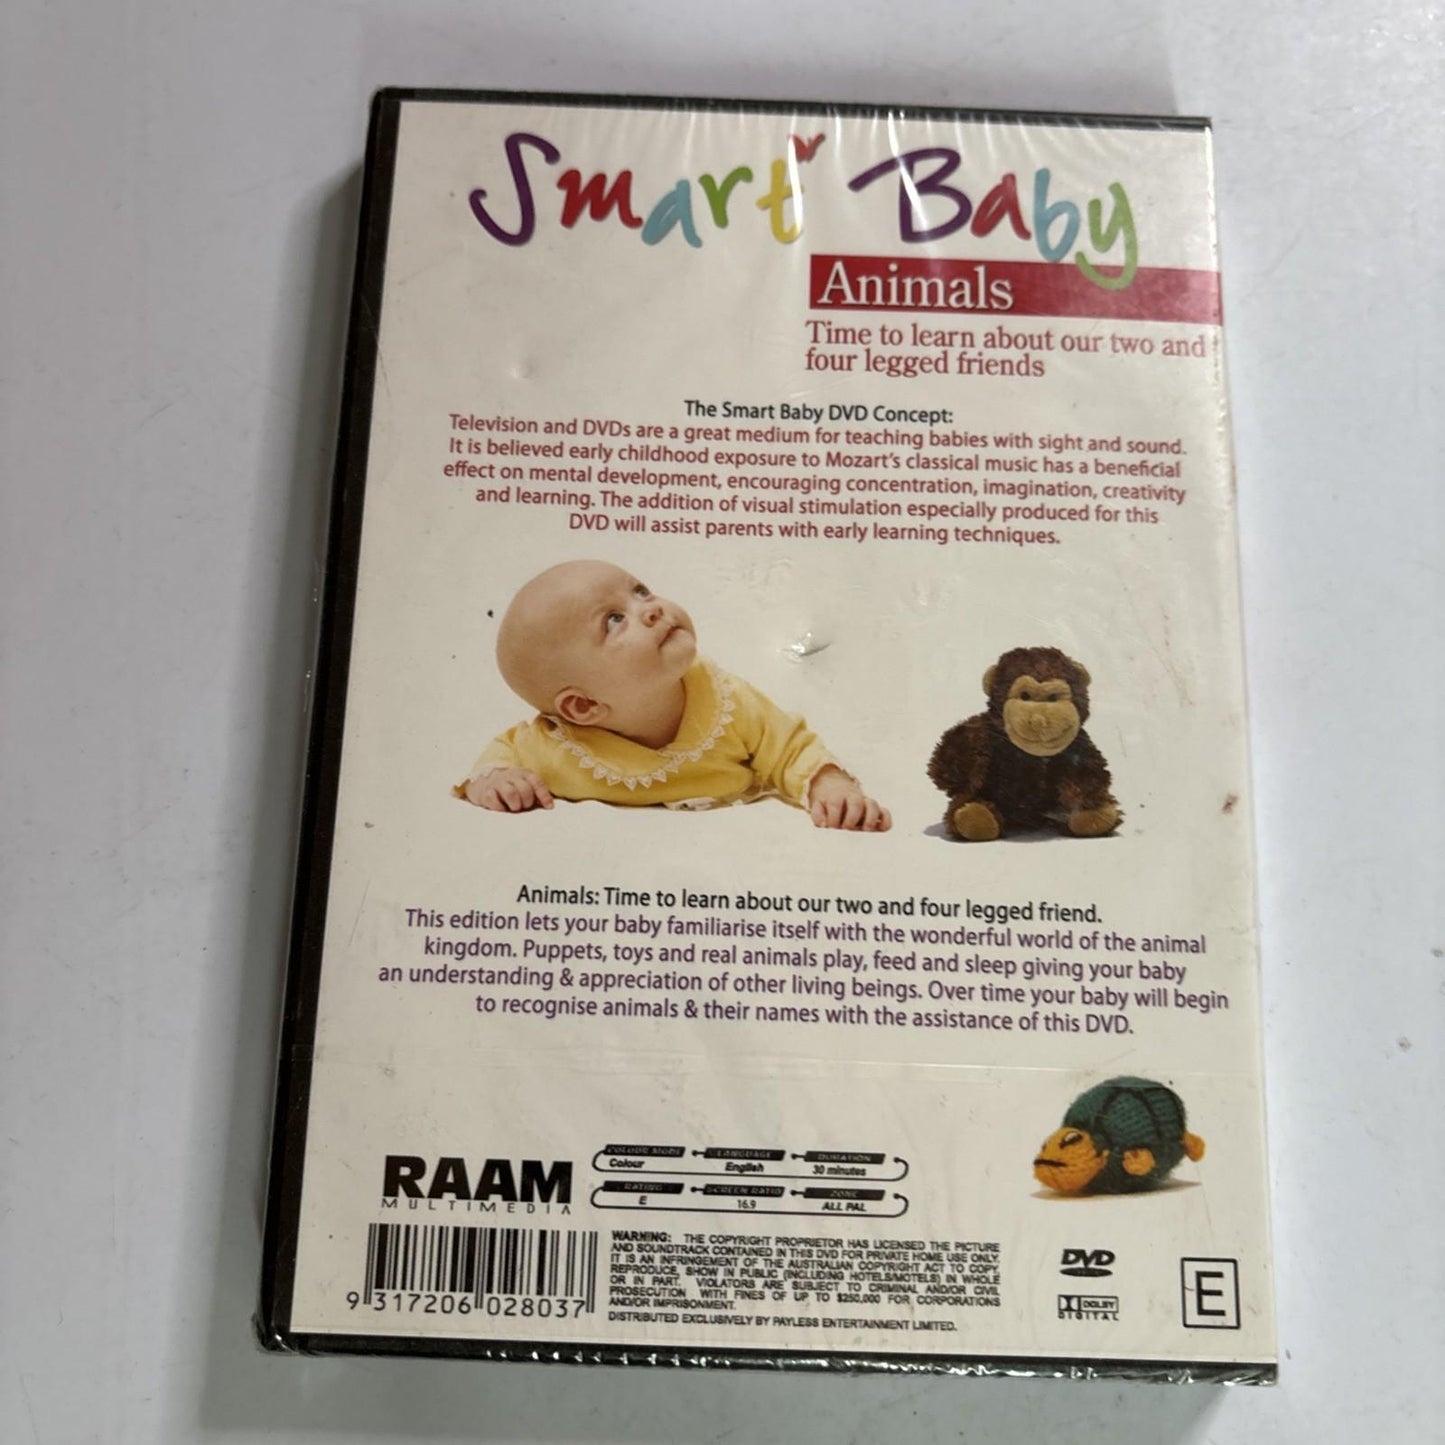 Smart Baby
Animals
Time to learn about our two and
four legged friends
The Smart Baby DVD Concept:
Television and DVDs are a great medium for teaching babies with sight and sound.
It is believed early childhood exposure to Mozart's classical music has a beneficial
effect on mental development, encouraging concentration, imagination, creativity
and learning. The addition of visual stimulation especially produced for this
DVD will assist parents with early learning techniques.
Animals: Time to learn about our two and four legged friend.
This edition lets your baby familiarise itself with the wonderful world of the animal
kingdom. Puppets, toys and real animals play, feed and sleep giving your baby
an understanding & appreciation of other living beings. Over time your baby will begin
to recognise animals & their names with the assistance of this DVD.
RAAM
MULTIMEDIA
COLOUR MODE LANGUAGE DURATION
Colour English 30 minutes
RATING SCREEN RATIO ZONE
E 16.9 ALL PAL
9 317206 028037
WARNING: THE COPYRIGHT PROPRIETOR HAS LICENSED THE PICTURE
AND SOUNDTRACK CONTAINED IN THIS DVD FOR PRIVATE HOME USE ONLY.
IT IS AN INFRINGEMENT OF THE AUSTRALIAN COPYRIGHT ACT TO COPY,
REPRODUCE, SHOW IN PUBLIC (INCLUDING HOTELS/MOTELS) IN WHOLE
OR IN PART. VIOLATORS ARE SUBJECT TO CRIMINAL AND/OR CIVIL
PROSECUTION WITH FINES OF UP TO $250,000 FOR CORPORATIONS
AND/OR IMPRISONMENT.
DISTRIBUTED EXCLUSIVELY BY PAYLESS ENTERTAINMENT LIMITED.
DVD
DOLBY
DIGITAL
E